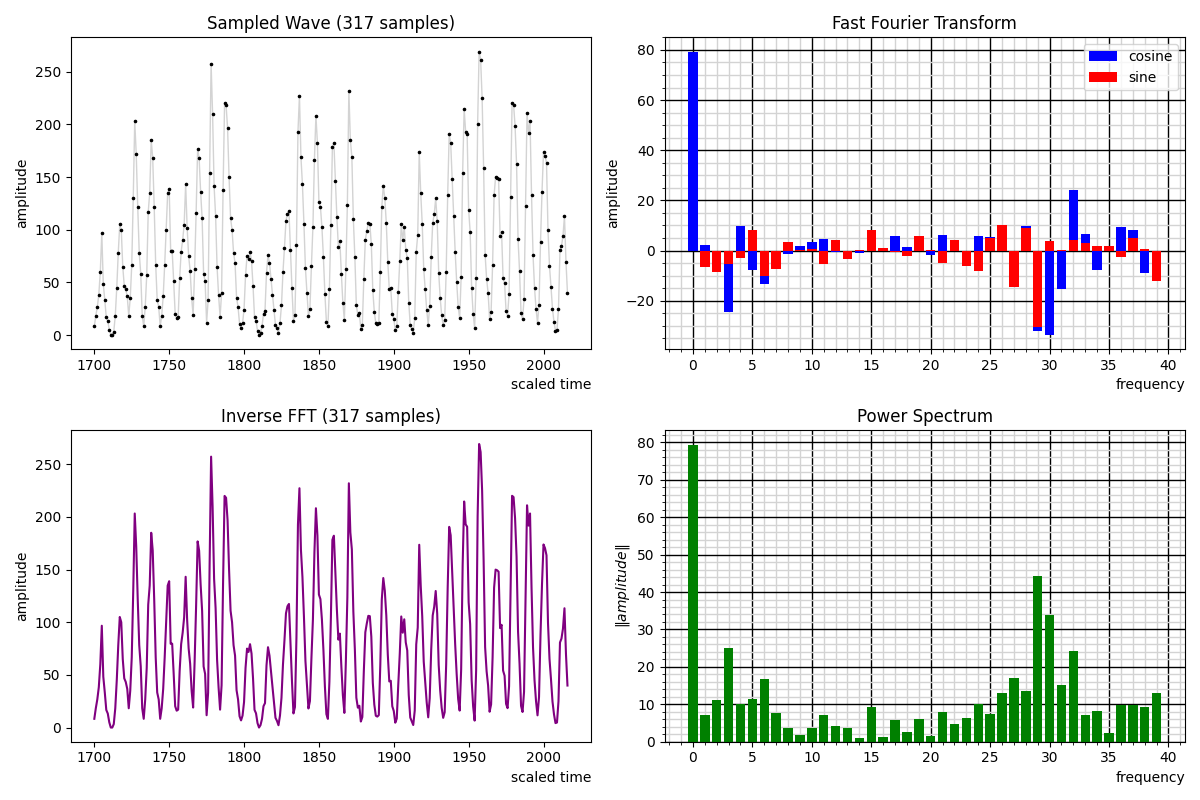 Sampled Wave (317 samples)
amplitude
250
200
150
100
50
0
1700 1750 1800 1850 1900 1950 2000
scaled time
Fast Fourier Transform
amplitude
80
60
40
20
0
−20
cosine
sine
0 5 10 15 20 25 30 35 40
frequency
Inverse FFT (317 samples)
amplitude
250
200
150
100
50
0
1700 1750 1800 1850 1900 1950 2000
scaled time
Power Spectrum
‖amplitude‖
80
70
60
50
40
30
20
10
0
0 5 10 15 20 25 30 35 40
frequency